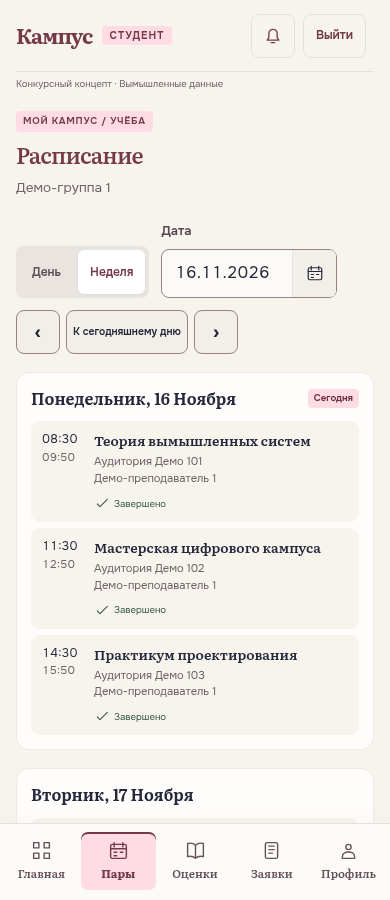 Кампус СТУДЕНТ Выйти
Конкурсный концепт · Вымышленные данные
МОЙ КАМПУС / УЧЁБА
Расписание
Демо-группа 1
Дата
День Неделя 16.11.2026
‹ К сегодняшнему дню ›
Понедельник, 16 Ноября Сегодня
08:30 Теория вымышленных систем
09:50 Аудитория Демо 101
Демо-преподаватель 1
Завершено
11:30 Мастерская цифрового кампуса
12:50 Аудитория Демо 102
Демо-преподаватель 1
Завершено
14:30 Практикум проектирования
15:50 Аудитория Демо 103
Демо-преподаватель 1
Завершено
Вторник, 17 Ноября
Главная Пары Оценки Заявки Профиль